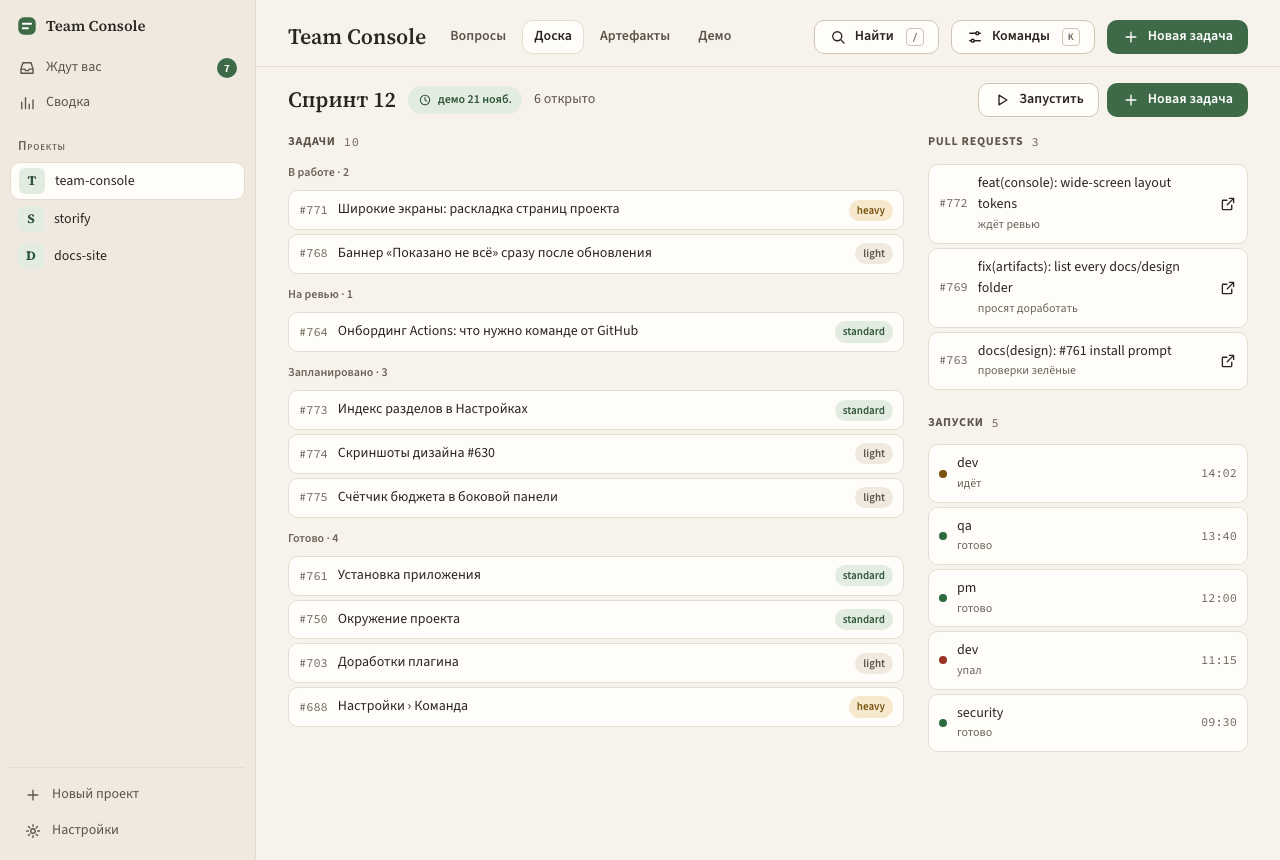 Team Console
Ждут вас
7
Сводка
Проекты
T team-console
S storify
D docs-site
Новый проект
Настройки
Team Console
Вопросы
Доска
Артефакты
Демо
Найти /
Команды K
Новая задача
Спринт 12
демо 21 нояб.
6 открыто
Запустить
Новая задача
ЗАДАЧИ 10
В работе · 2
#771 Широкие экраны: раскладка страниц проекта heavy
#768 Баннер «Показано не всё» сразу после обновления light
На ревью · 1
#764 Онбординг Actions: что нужно команде от GitHub standard
Запланировано · 3
#773 Индекс разделов в Настройках standard
#774 Скриншоты дизайна #630 light
#775 Счётчик бюджета в боковой панели light
Готово · 4
#761 Установка приложения standard
#750 Окружение проекта standard
#703 Доработки плагина light
#688 Настройки › Команда heavy
PULL REQUESTS 3
#772 feat(console): wide-screen layout
tokens
ждёт ревью
#769 fix(artifacts): list every docs/design
folder
просят доработать
#763 docs(design): #761 install prompt
проверки зелёные
ЗАПУСКИ 5
dev
идёт
14:02
qa
готово
13:40
pm
готово
12:00
dev
упал
11:15
security
готово
09:30